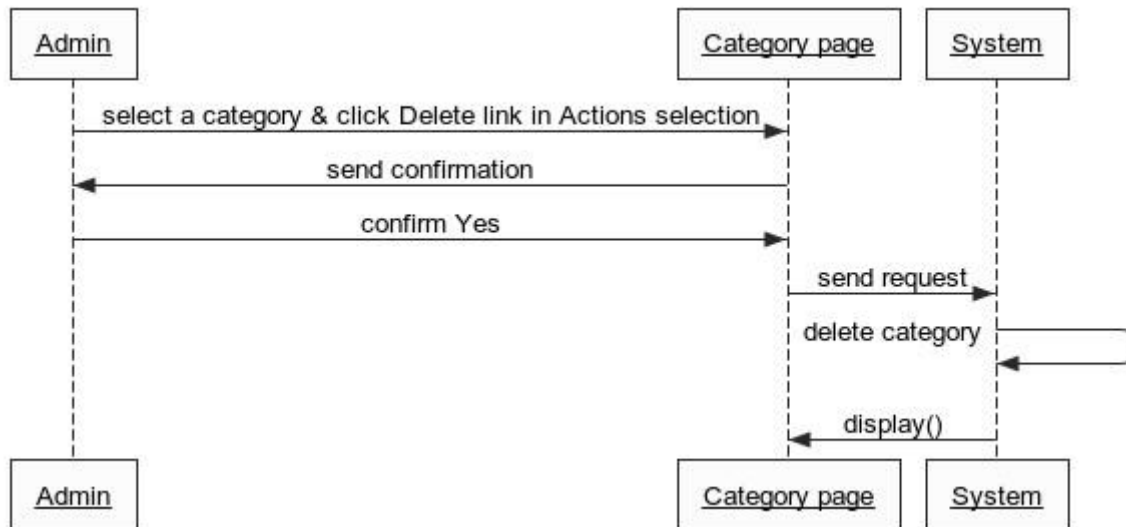 Admin
Category page
System
select a category & click Delete link in Actions selection
send confirmation
confirm Yes
send request
delete category
display()
Admin
Category page
System